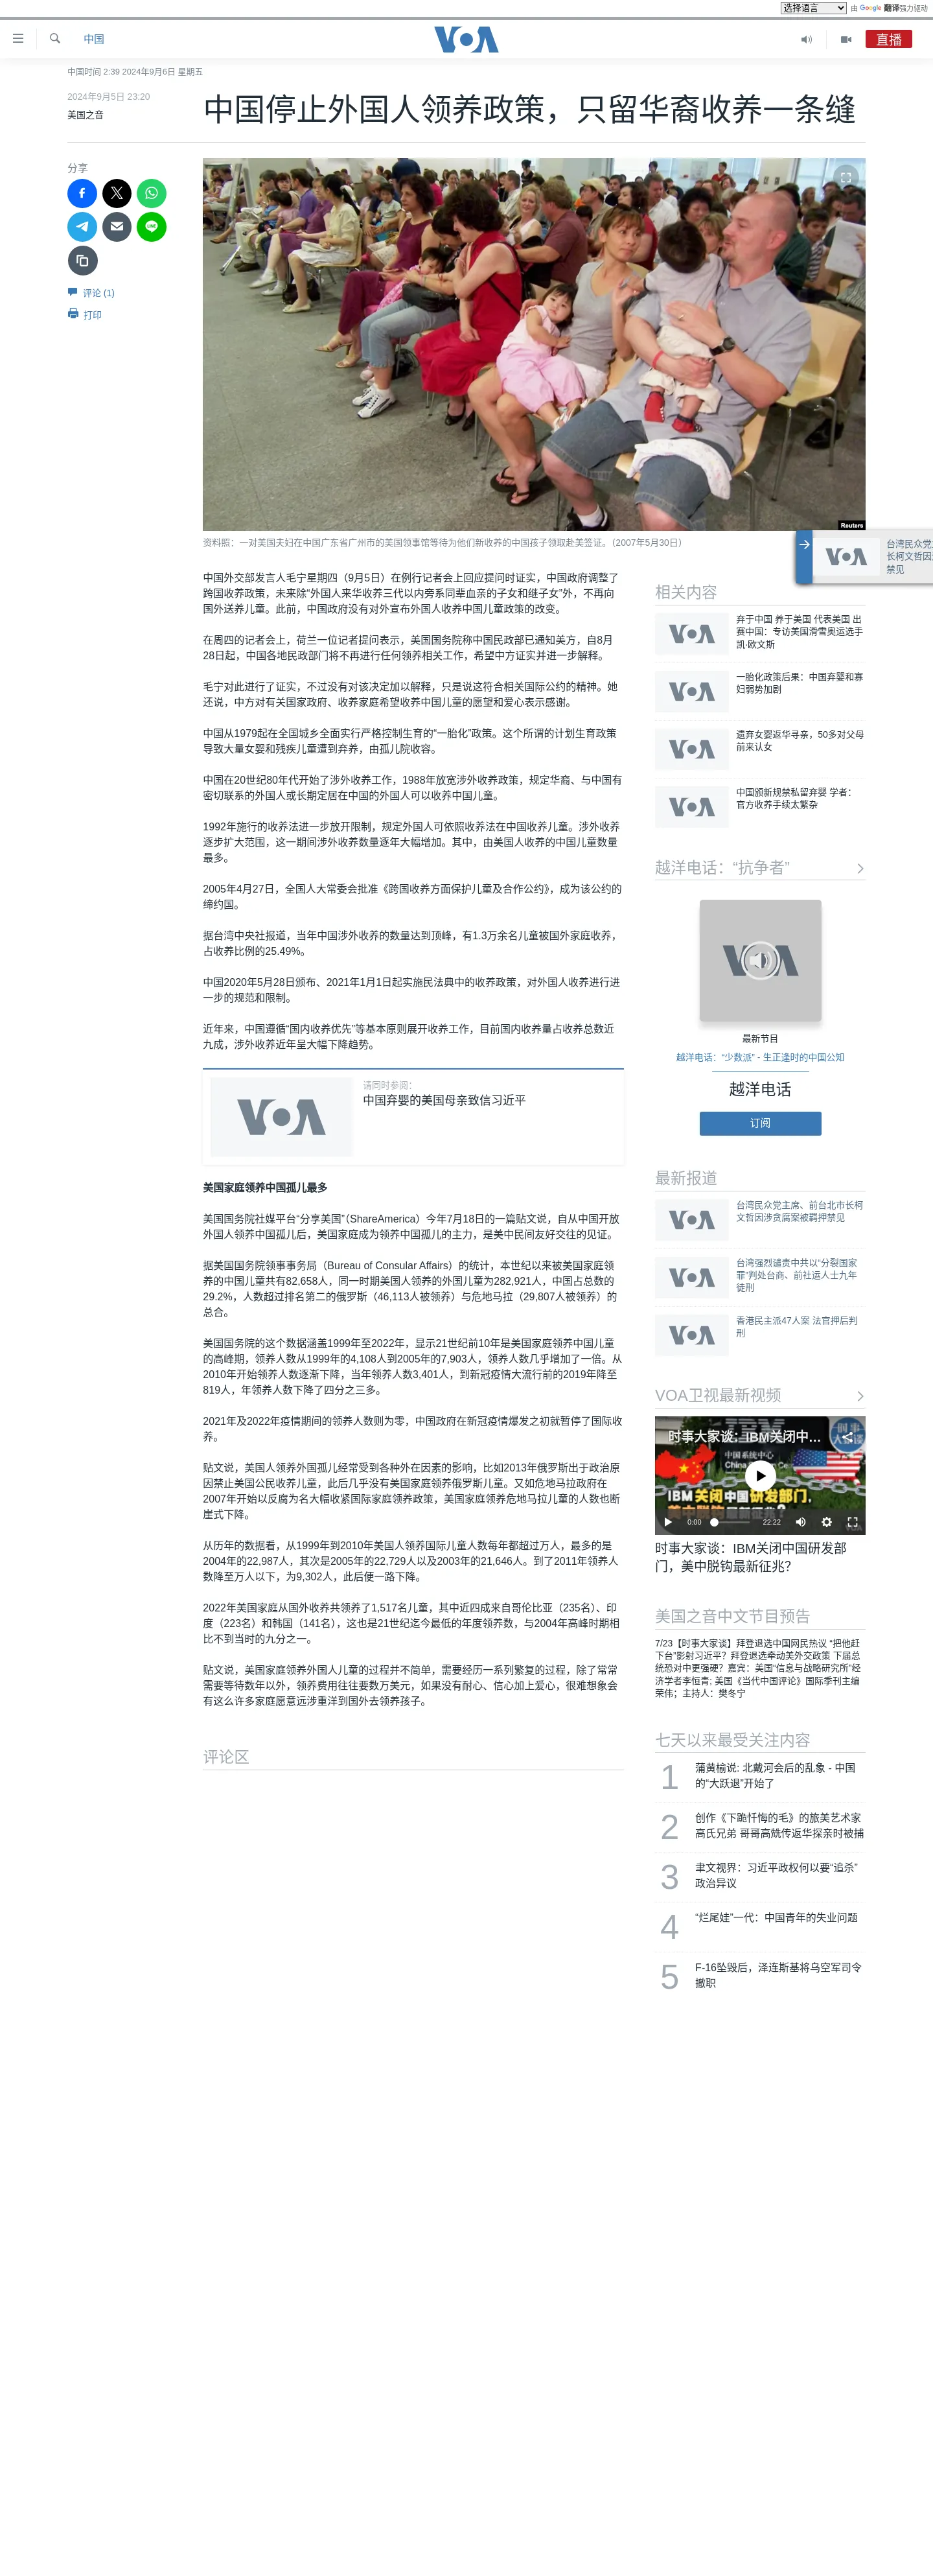 选择语言 由 Google 翻译强力驱动
中国
VOA
直播
中国时间 2:39 2024年9月6日 星期五
2024年9月5日 23:20
美国之音
中国停止外国人领养政策，只留华裔收养一条缝
分享
评论 (1)
打印
Reuters
资料照：一对美国夫妇在中国广东省广州市的美国领事馆等待为他们新收养的中国孩子领取赴美签证。（2007年5月30日）
VOA
台湾民众党
长柯文哲因
禁见
中国外交部发言人毛宁星期四（9月5日）在例行记者会上回应提问时证实，中国政府调整了
跨国收养政策，未来除“外国人来华收养三代以内旁系同辈血亲的子女和继子女”外，不再向
国外送养儿童。此前，中国政府没有对外宣布外国人收养中国儿童政策的改变。
在周四的记者会上，荷兰一位记者提问表示，美国国务院称中国民政部已通知美方，自8月
28日起，中国各地民政部门将不再进行任何领养相关工作，希望中方证实并进一步解释。
毛宁对此进行了证实，不过没有对该决定加以解释，只是说这符合相关国际公约的精神。她
还说，中方对有关国家政府、收养家庭希望收养中国儿童的愿望和爱心表示感谢。
中国从1979起在全国城乡全面实行严格控制生育的“一胎化”政策。这个所谓的计划生育政策
导致大量女婴和残疾儿童遭到弃养，由孤儿院收容。
中国在20世纪80年代开始了涉外收养工作，1988年放宽涉外收养政策，规定华裔、与中国有
密切联系的外国人或长期定居在中国的外国人可以收养中国儿童。
1992年施行的收养法进一步放开限制，规定外国人可依照收养法在中国收养儿童。涉外收养
逐步扩大范围，这一期间涉外收养数量逐年大幅增加。其中，由美国人收养的中国儿童数量
最多。
2005年4月27日，全国人大常委会批准《跨国收养方面保护儿童及合作公约》，成为该公约的
缔约国。
据台湾中央社报道，当年中国涉外收养的数量达到顶峰，有1.3万余名儿童被国外家庭收养，
占收养比例的25.49%。
中国2020年5月28日颁布、2021年1月1日起实施民法典中的收养政策，对外国人收养进行进
一步的规范和限制。
近年来，中国遵循“国内收养优先”等基本原则展开收养工作，目前国内收养量占收养总数近
九成，涉外收养近年呈大幅下降趋势。
VOA
请同时参阅：
中国弃婴的美国母亲致信习近平
美国家庭领养中国孤儿最多
美国国务院社媒平台“分享美国”（ShareAmerica）今年7月18日的一篇贴文说，自从中国开放
外国人领养中国孤儿后，美国家庭成为领养中国孤儿的主力，是美中民间友好交往的见证。
据美国国务院领事事务局（Bureau of Consular Affairs）的统计，本世纪以来被美国家庭领
养的中国儿童共有82,658人，同一时期美国人领养的外国儿童为282,921人，中国占总数的
29.2%，人数超过排名第二的俄罗斯（46,113人被领养）与危地马拉（29,807人被领养）的
总合。
美国国务院的这个数据涵盖1999年至2022年，显示21世纪前10年是美国家庭领养中国儿童
的高峰期，领养人数从1999年的4,108人到2005年的7,903人，领养人数几乎增加了一倍。从
2010年开始领养人数逐渐下降，当年领养人数3,401人，到新冠疫情大流行前的2019年降至
819人，年领养人数下降了四分之三多。
2021年及2022年疫情期间的领养人数则为零，中国政府在新冠疫情爆发之初就暂停了国际收
养。
贴文说，美国人领养外国孤儿经常受到各种外在因素的影响，比如2013年俄罗斯出于政治原
因禁止美国公民收养儿童，此后几乎没有美国家庭领养俄罗斯儿童。又如危地马拉政府在
2007年开始以反腐为名大幅收紧国际家庭领养政策，美国家庭领养危地马拉儿童的人数也断
崖式下降。
从历年的数据看，从1999年到2010年美国人领养国际儿童人数每年都超过万人，最多的是
2004年的22,987人，其次是2005年的22,729人以及2003年的21,646人。到了2011年领养人
数降至万人以下，为9,302人，此后便一路下降。
2022年美国家庭从国外收养共领养了1,517名儿童，其中近四成来自哥伦比亚（235名）、印
度（223名）和韩国（141名），这也是21世纪迄今最低的年度领养数，与2004年高峰时期相
比不到当时的九分之一。
贴文说，美国家庭领养外国人儿童的过程并不简单，需要经历一系列繁复的过程，除了常常
需要等待数年以外，领养费用往往要数万美元，如果没有耐心、信心加上爱心，很难想象会
有这么许多家庭愿意远涉重洋到国外去领养孩子。
评论区
相关内容
VOA
弃于中国 养于美国 代表美国 出
赛中国：专访美国滑雪奥运选手
凯·欧文斯
VOA
一胎化政策后果：中国弃婴和寡
妇弱势加剧
VOA
遗弃女婴返华寻亲，50多对父母
前来认女
VOA
中国颁新规禁私留弃婴 学者：
官方收养手续太繁杂
越洋电话：“抗争者”
VOA
最新节目
越洋电话：“少数派” - 生正逢时的中国公知
越洋电话
订阅
最新报道
VOA
台湾民众党主席、前台北市长柯
文哲因涉贪腐案被羁押禁见
VOA
台湾强烈谴责中共以“分裂国家
罪”判处台商、前社运人士九年
徒刑
VOA
香港民主派47人案 法官押后判
刑
VOA卫视最新视频
时事大家谈：IBM关闭中…
中国系统中心
IBM关闭中国研发部门，
0:00 22:22
时事大家谈：IBM关闭中国研发部
门，美中脱钩最新征兆？
美国之音中文节目预告
7/23【时事大家谈】拜登退选中国网民热议 “把他赶
下台”影射习近平？拜登退选牵动美外交政策 下届总
统恐对中更强硬？嘉宾：美国“信息与战略研究所”经
济学者李恒青; 美国《当代中国评论》国际季刊主编
荣伟；主持人：樊冬宁
七天以来最受关注内容
1 蒲黄榆说: 北戴河会后的乱象 - 中国
的“大跃退”开始了
2 创作《下跪忏悔的毛》的旅美艺术家
高氏兄弟 哥哥高兟传返华探亲时被捕
3 聿文视界：习近平政权何以要“追杀”
政治异议
4 “烂尾娃”一代：中国青年的失业问题
5 F-16坠毁后，泽连斯基将乌空军司令
撤职